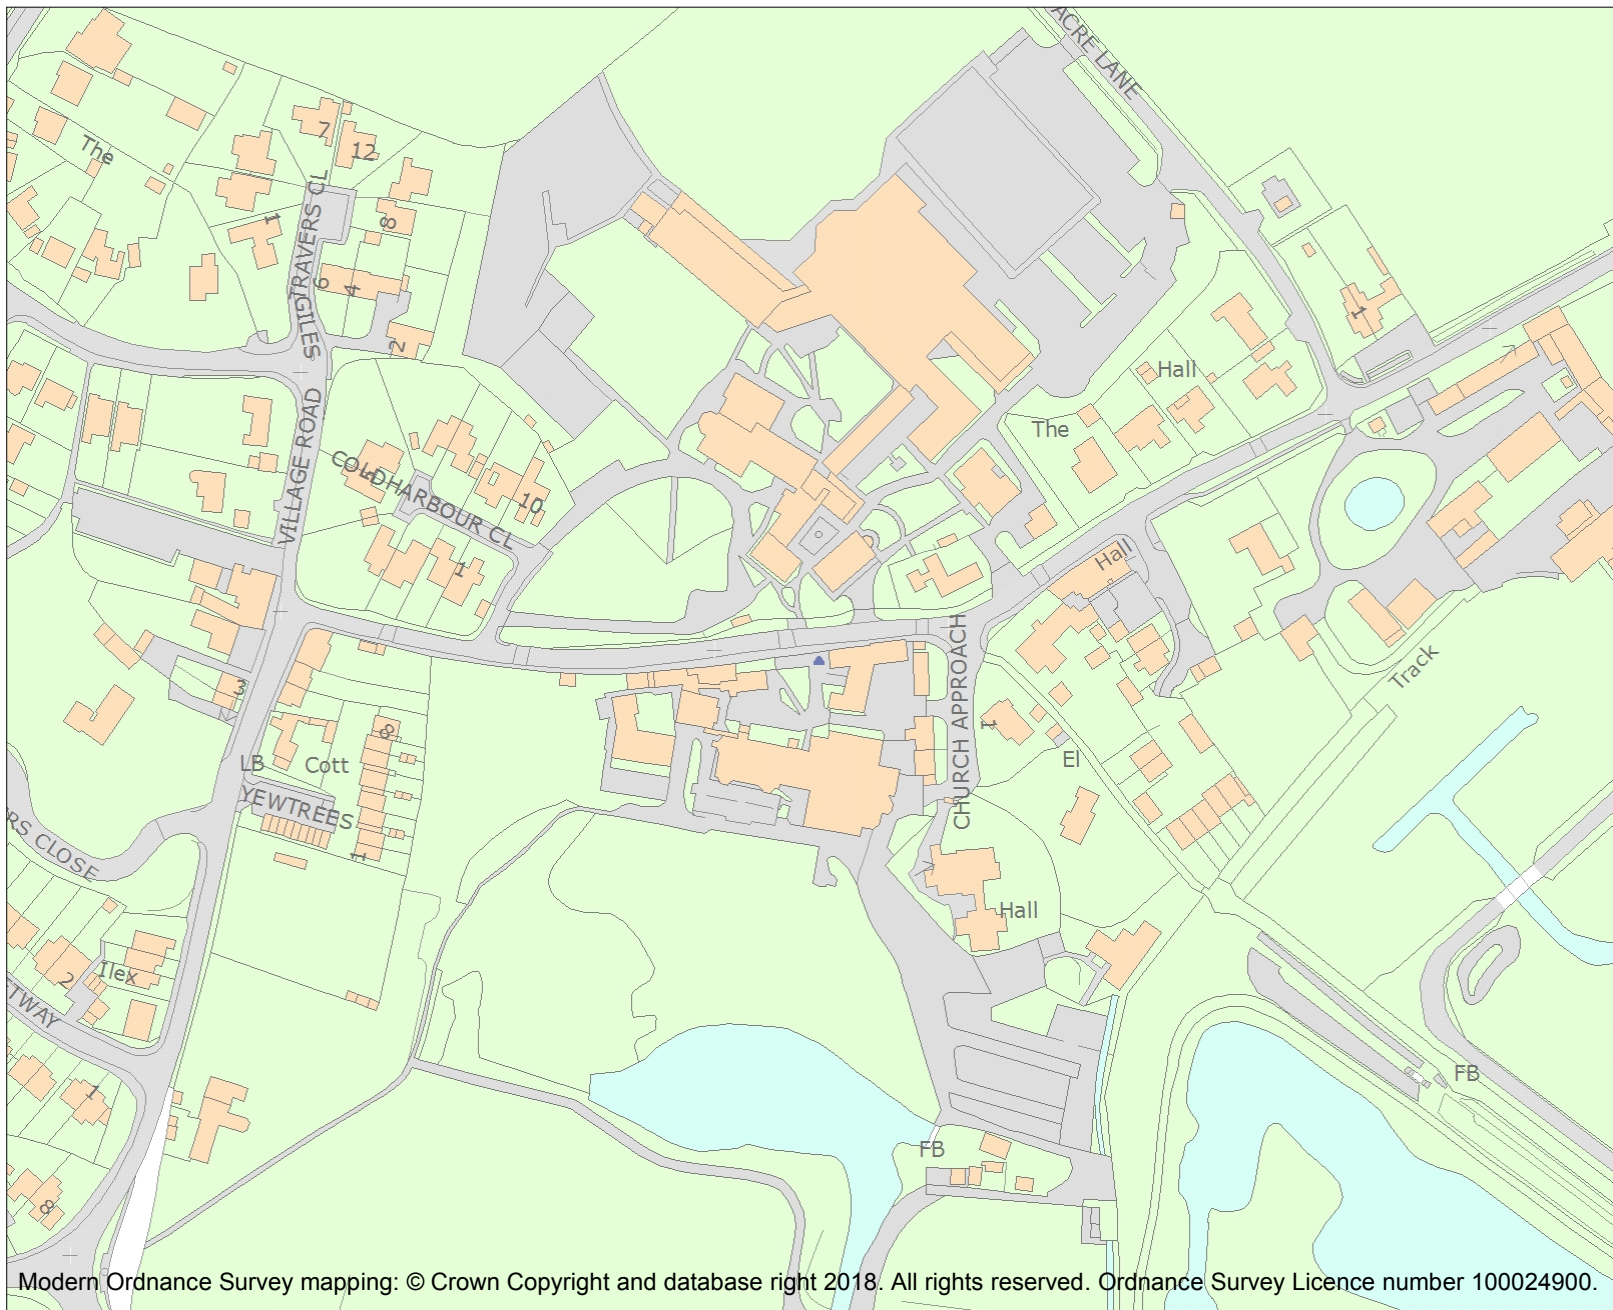 ACRE LANE
The
7
12
GILES TRAVERS CL
1
8
6
4
2
1
Hall
The
VILLAGE ROAD
COLDHARBOUR CL
10
1
Hall
CHURCH APPROACH
Track
3
1
8
LB
Cott
El
YEWTREES
1
RS CLOSE
Hall
2
Ilex
TWAY
1
FB
FB
8
Modern Ordnance Survey mapping: © Crown Copyright and database right 2018. All rights reserved. Ordnance Survey Licence number 100024900.